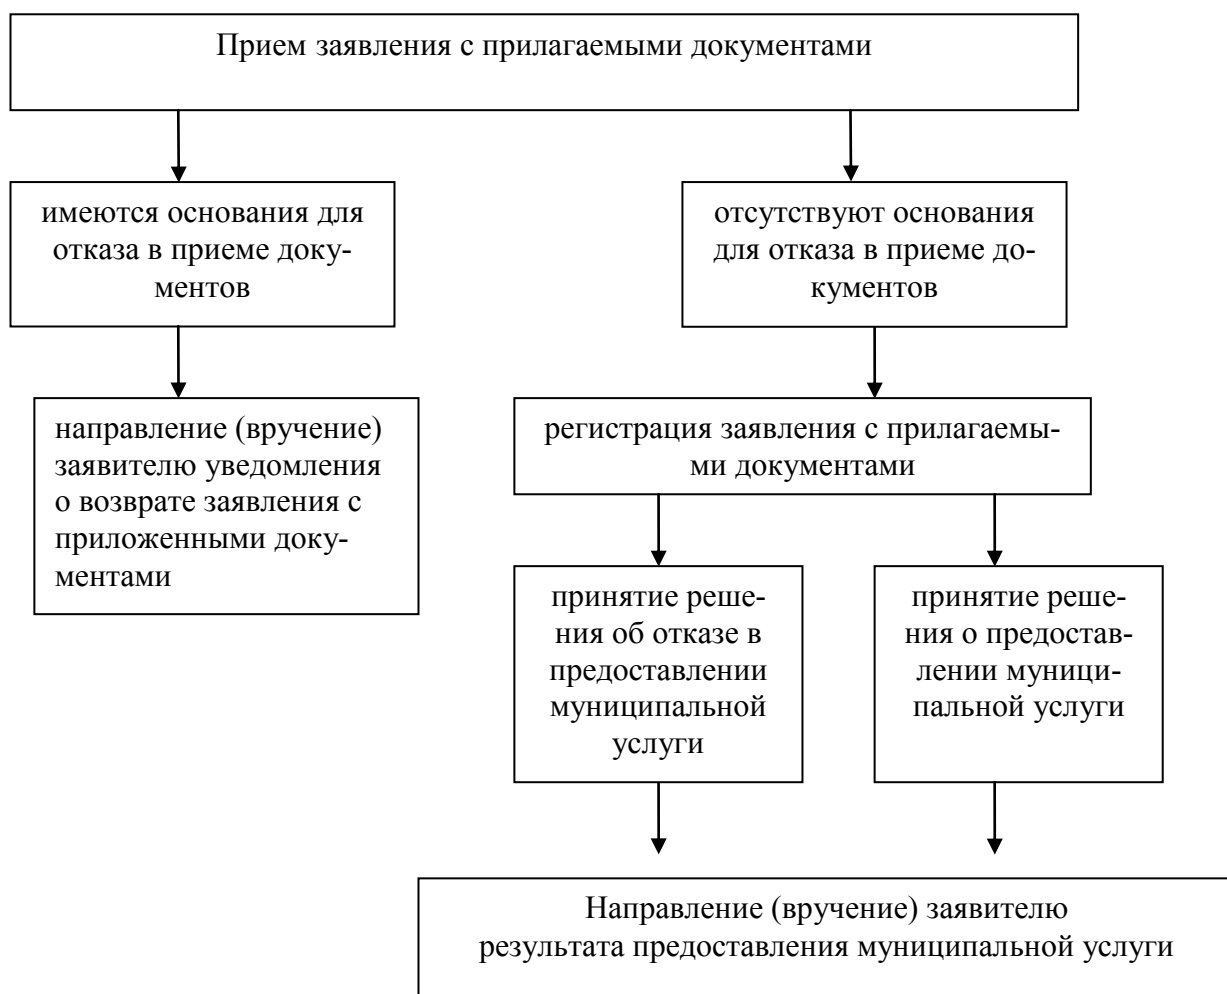 Прием заявления с прилагаемыми документами
имеются основания для
отказа в приеме доку-
ментов
отсутствуют основания
для отказа в приеме до-
кументов
направление (вручение)
заявителю уведомления
о возврате заявления с
приложенными доку-
ментами
регистрация заявления с прилагаемы-
ми документами
принятие реше-
ния об отказе в
предоставлении
муниципальной
услуги
принятие реше-
ния о предостав-
лении муници-
пальной услуги
Направление (вручение) заявителю
результата предоставления муниципальной услуги